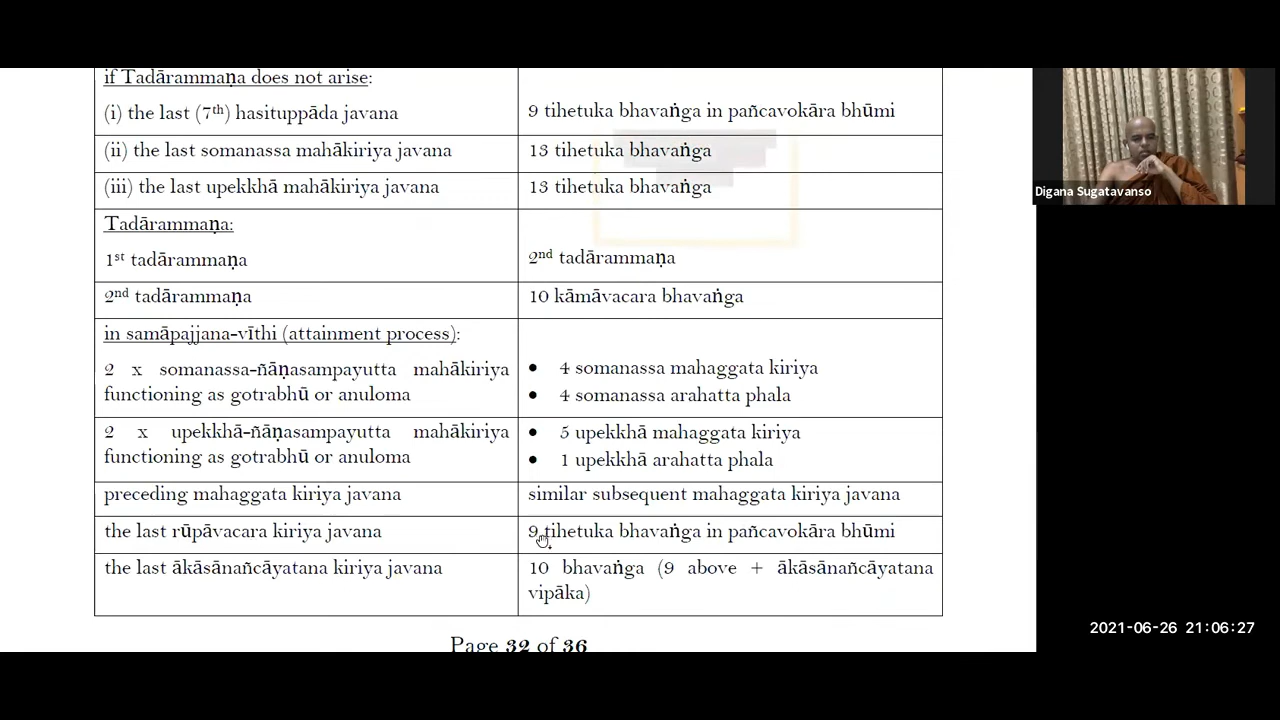 if Tadārammaṇa does not arise:
(i) the last (7th) hasituppāda javana
9 tihetuka bhavaṅga in pañcavokāra bhūmi
(ii) the last somanassa mahākiriya javana
13 tihetuka bhavaṅga
(iii) the last upekkhā mahākiriya javana
13 tihetuka bhavaṅga
Tadārammaṇa:
1st tadārammaṇa
2nd tadārammaṇa
2nd tadārammaṇa
10 kāmāvacara bhavaṅga
in samāpajjana-vīthi (attainment process):
2 x somanassa-ñāṇasampayutta mahākiriya
functioning as gotrabhū or anuloma
• 4 somanassa mahaggata kiriya
• 4 somanassa arahatta phala
2 x upekkhā-ñāṇasampayutta mahākiriya
functioning as gotrabhū or anuloma
• 5 upekkhā mahaggata kiriya
• 1 upekkhā arahatta phala
preceding mahaggata kiriya javana
similar subsequent mahaggata kiriya javana
the last rūpāvacara kiriya javana
9 tihetuka bhavaṅga in pañcavokāra bhūmi
the last ākāsānañcāyatana kiriya javana
10 bhavaṅga (9 above + ākāsānañcāyatana
vipāka)
Page 32 of 36
Digana Sugatavanso
2021-06-26 21:06:27